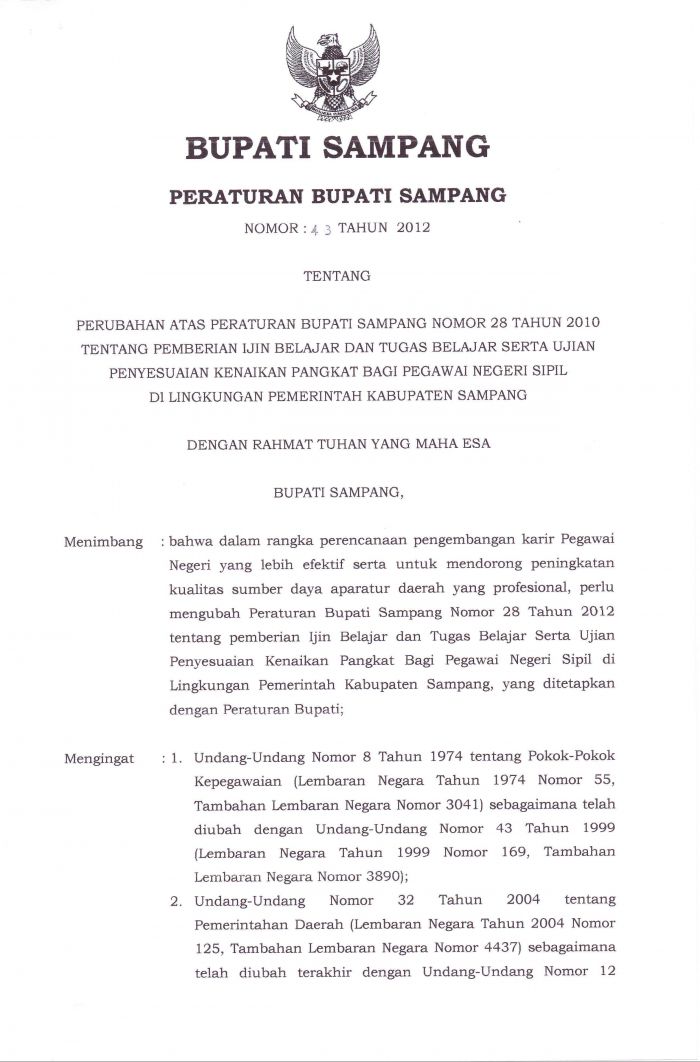 BUPATI SAMPANG
PERATURAN BUPATI SAMPANG
NOMOR : 43 TAHUN 2012
TENTANG
PERUBAHAN ATAS PERATURAN BUPATI SAMPANG NOMOR 28 TAHUN 2010
TENTANG PEMBERIAN IJIN BELAJAR DAN TUGAS BELAJAR SERTA UJIAN
PENYESUAIAN KENAIKAN PANGKAT BAGI PEGAWAI NEGERI SIPIL
DI LINGKUNGAN PEMERINTAH KABUPATEN SAMPANG
DENGAN RAHMAT TUHAN YANG MAHA ESA
BUPATI SAMPANG,
Menimbang : bahwa dalam rangka perencanaan pengembangan karir Pegawai
Negeri yang lebih efektif serta untuk mendorong peningkatan
kualitas sumber daya aparatur daerah yang profesional, perlu
mengubah Peraturan Bupati Sampang Nomor 28 Tahun 2012
tentang pemberian Ijin Belajar dan Tugas Belajar Serta Ujian
Penyesuaian Kenaikan Pangkat Bagi Pegawai Negeri Sipil di
Lingkungan Pemerintah Kabupaten Sampang, yang ditetapkan
dengan Peraturan Bupati;
Mengingat : 1. Undang-Undang Nomor 8 Tahun 1974 tentang Pokok-Pokok
Kepegawaian (Lembaran Negara Tahun 1974 Nomor 55,
Tambahan Lembaran Negara Nomor 3041) sebagaimana telah
diubah dengan Undang-Undang Nomor 43 Tahun 1999
(Lembaran Negara Tahun 1999 Nomor 169, Tambahan
Lembaran Negara Nomor 3890);
2. Undang-Undang Nomor 32 Tahun 2004 tentang
Pemerintahan Daerah (Lembaran Negara Tahun 2004 Nomor
125, Tambahan Lembaran Negara Nomor 4437) sebagaimana
telah diubah terakhir dengan Undang-Undang Nomor 12